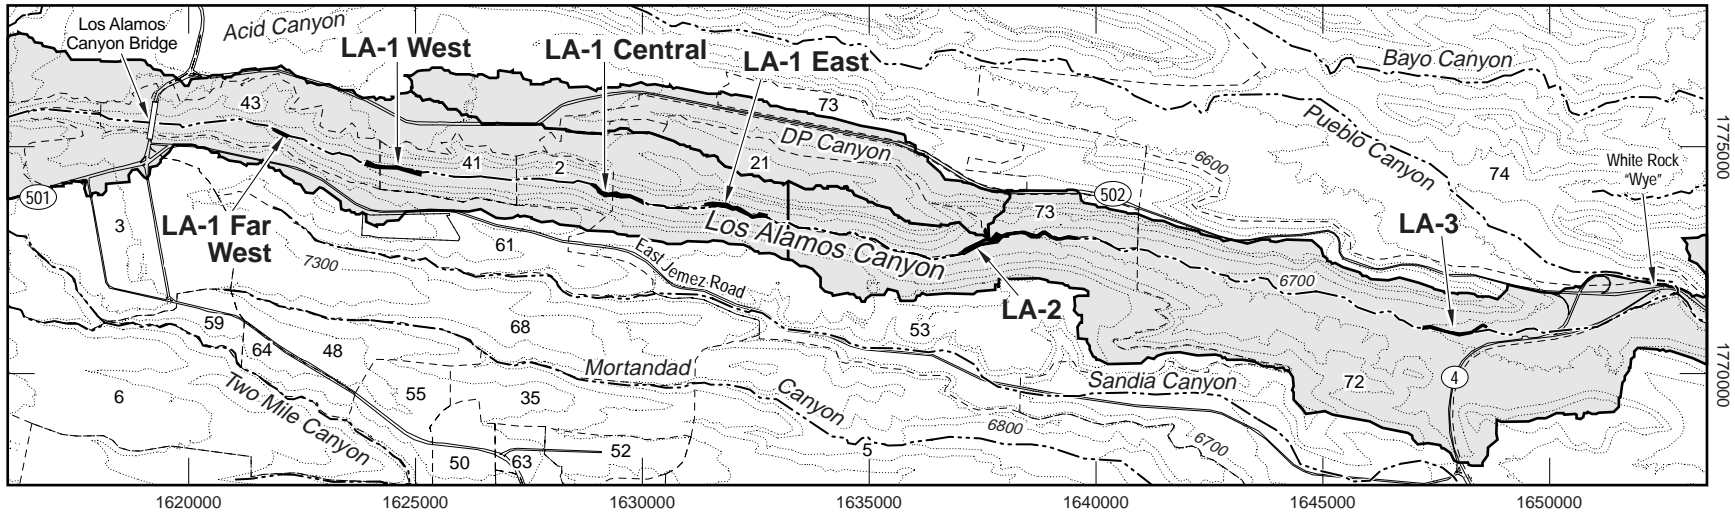 Los Alamos
Canyon Bridge
Acid Canyon
LA-1 West
LA-1 Central
LA-1 East
Bayo Canyon
43
73
DP Canyon
Pueblo Canyon
1775000
41
2
21
6600
74
White Rock
"Wye"
501
502
3
LA-1 Far
West
61
Los Alamos Canyon
73
LA-3
7300
East Jemez Road
6700
LA-2
59
68
53
64
48
Mortandad
Canyon
Sandia Canyon
72
4
1770000
6
Two Mile Canyon
55
35
6800
6700
50
63
52
5
1620000
1625000
1630000
1635000
1640000
1645000
1650000